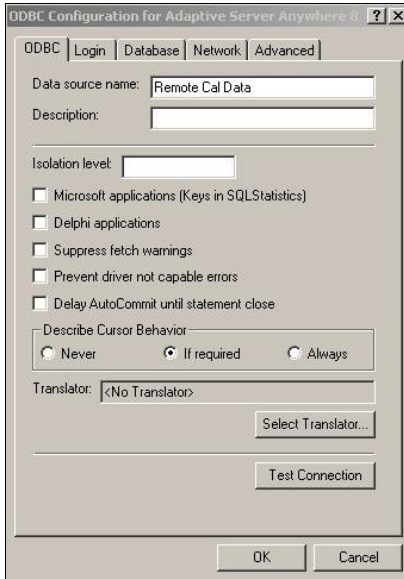 ODBC Configuration for Adaptive Server Anywhere 8
ODBC Login Database Network Advanced
Data source name: Remote Cal Data
Description:
Isolation level:
Microsoft applications (Keys in SQLStatistics)
Delphi applications
Suppress fetch warnings
Prevent driver not capable errors
Delay AutoCommit until statement close
Describe Cursor Behavior
Never If required Always
Translator: <No Translator>
Select Translator...
Test Connection
OK Cancel